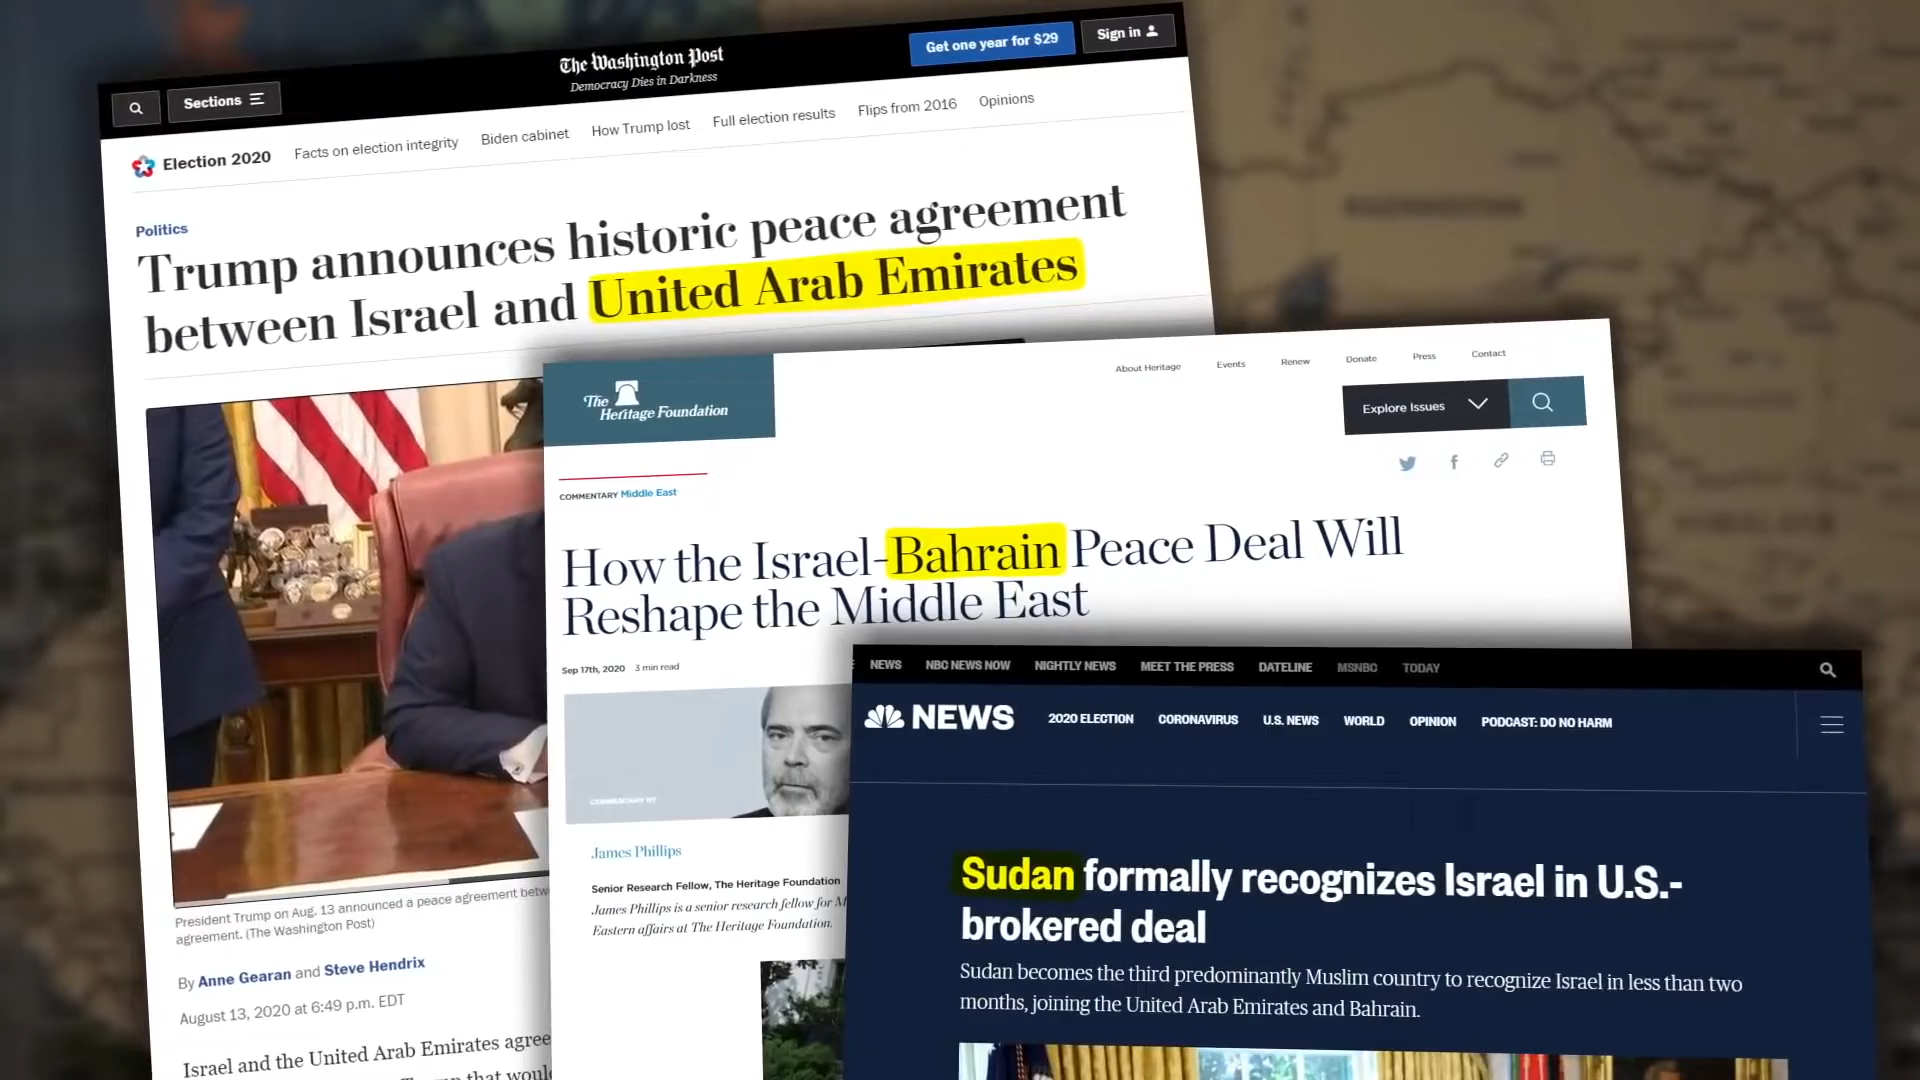 The Washington Post
Democracy Dies in Darkness
Get one year for $29
Sign in
Sections
Election 2020
Facts on election integrity
Biden cabinet
How Trump lost
Full election results
Flips from 2016
Opinions
Politics
Trump announces historic peace agreement
between Israel and United Arab Emirates
President Trump on Aug. 13 announced a peace agreement
agreement. (The Washington Post)
By Anne Gearan and Steve Hendrix
August 13, 2020 at 6:49 p.m. EDT
Israel and the United Arab Emirates
that
The Heritage Foundation
About Heritage
Events
Renew
Donate
Press
Contact
Explore Issues
COMMENTARY Middle East
How the Israel-Bahrain Peace Deal Will
Reshape the Middle East
Sep 17th, 2020
3 min read
COMMENTARY BY
James Phillips
Senior Research Fellow, The Heritage Foundation
James Phillips is a senior research fellow for
Eastern affairs at The Heritage Foundation.
NEWS
NBC NEWS NOW
NIGHTLY NEWS
MEET THE PRESS
DATELINE
MSNBC
TODAY
NEWS
2020 ELECTION
CORONAVIRUS
U.S. NEWS
WORLD
OPINION
PODCAST: DO NO HARM
Sudan formally recognizes Israel in U.S.-
brokered deal
Sudan becomes the third predominantly Muslim country to recognize Israel in less than two
months, joining the United Arab Emirates and Bahrain.